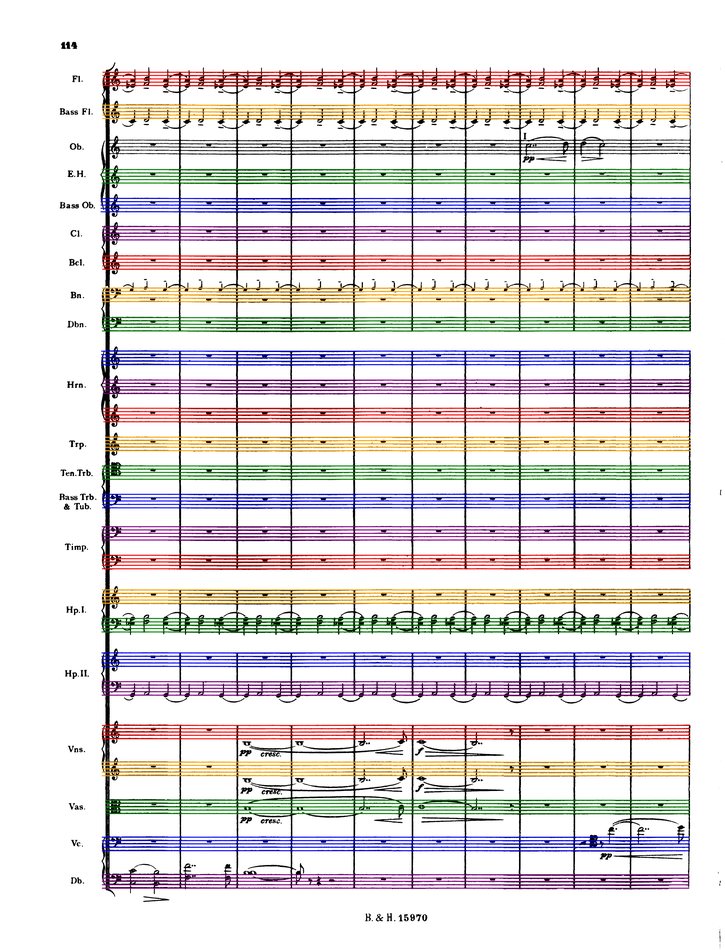 114
Fl.
Bass Fl.
Ob.
I
pp
E.H.
Bass Ob.
Cl.
Bcl.
Bn.
Dbn.
Hrn.
Trp.
Ten.Trb.
Bass Trb.
& Tub.
Timp.
Hp.I.
Hp.II.
Vns.
pp cresc. f
pp cresc. f
Vas.
pp cresc.
Vc.
pp
Db.
B. & H. 15970